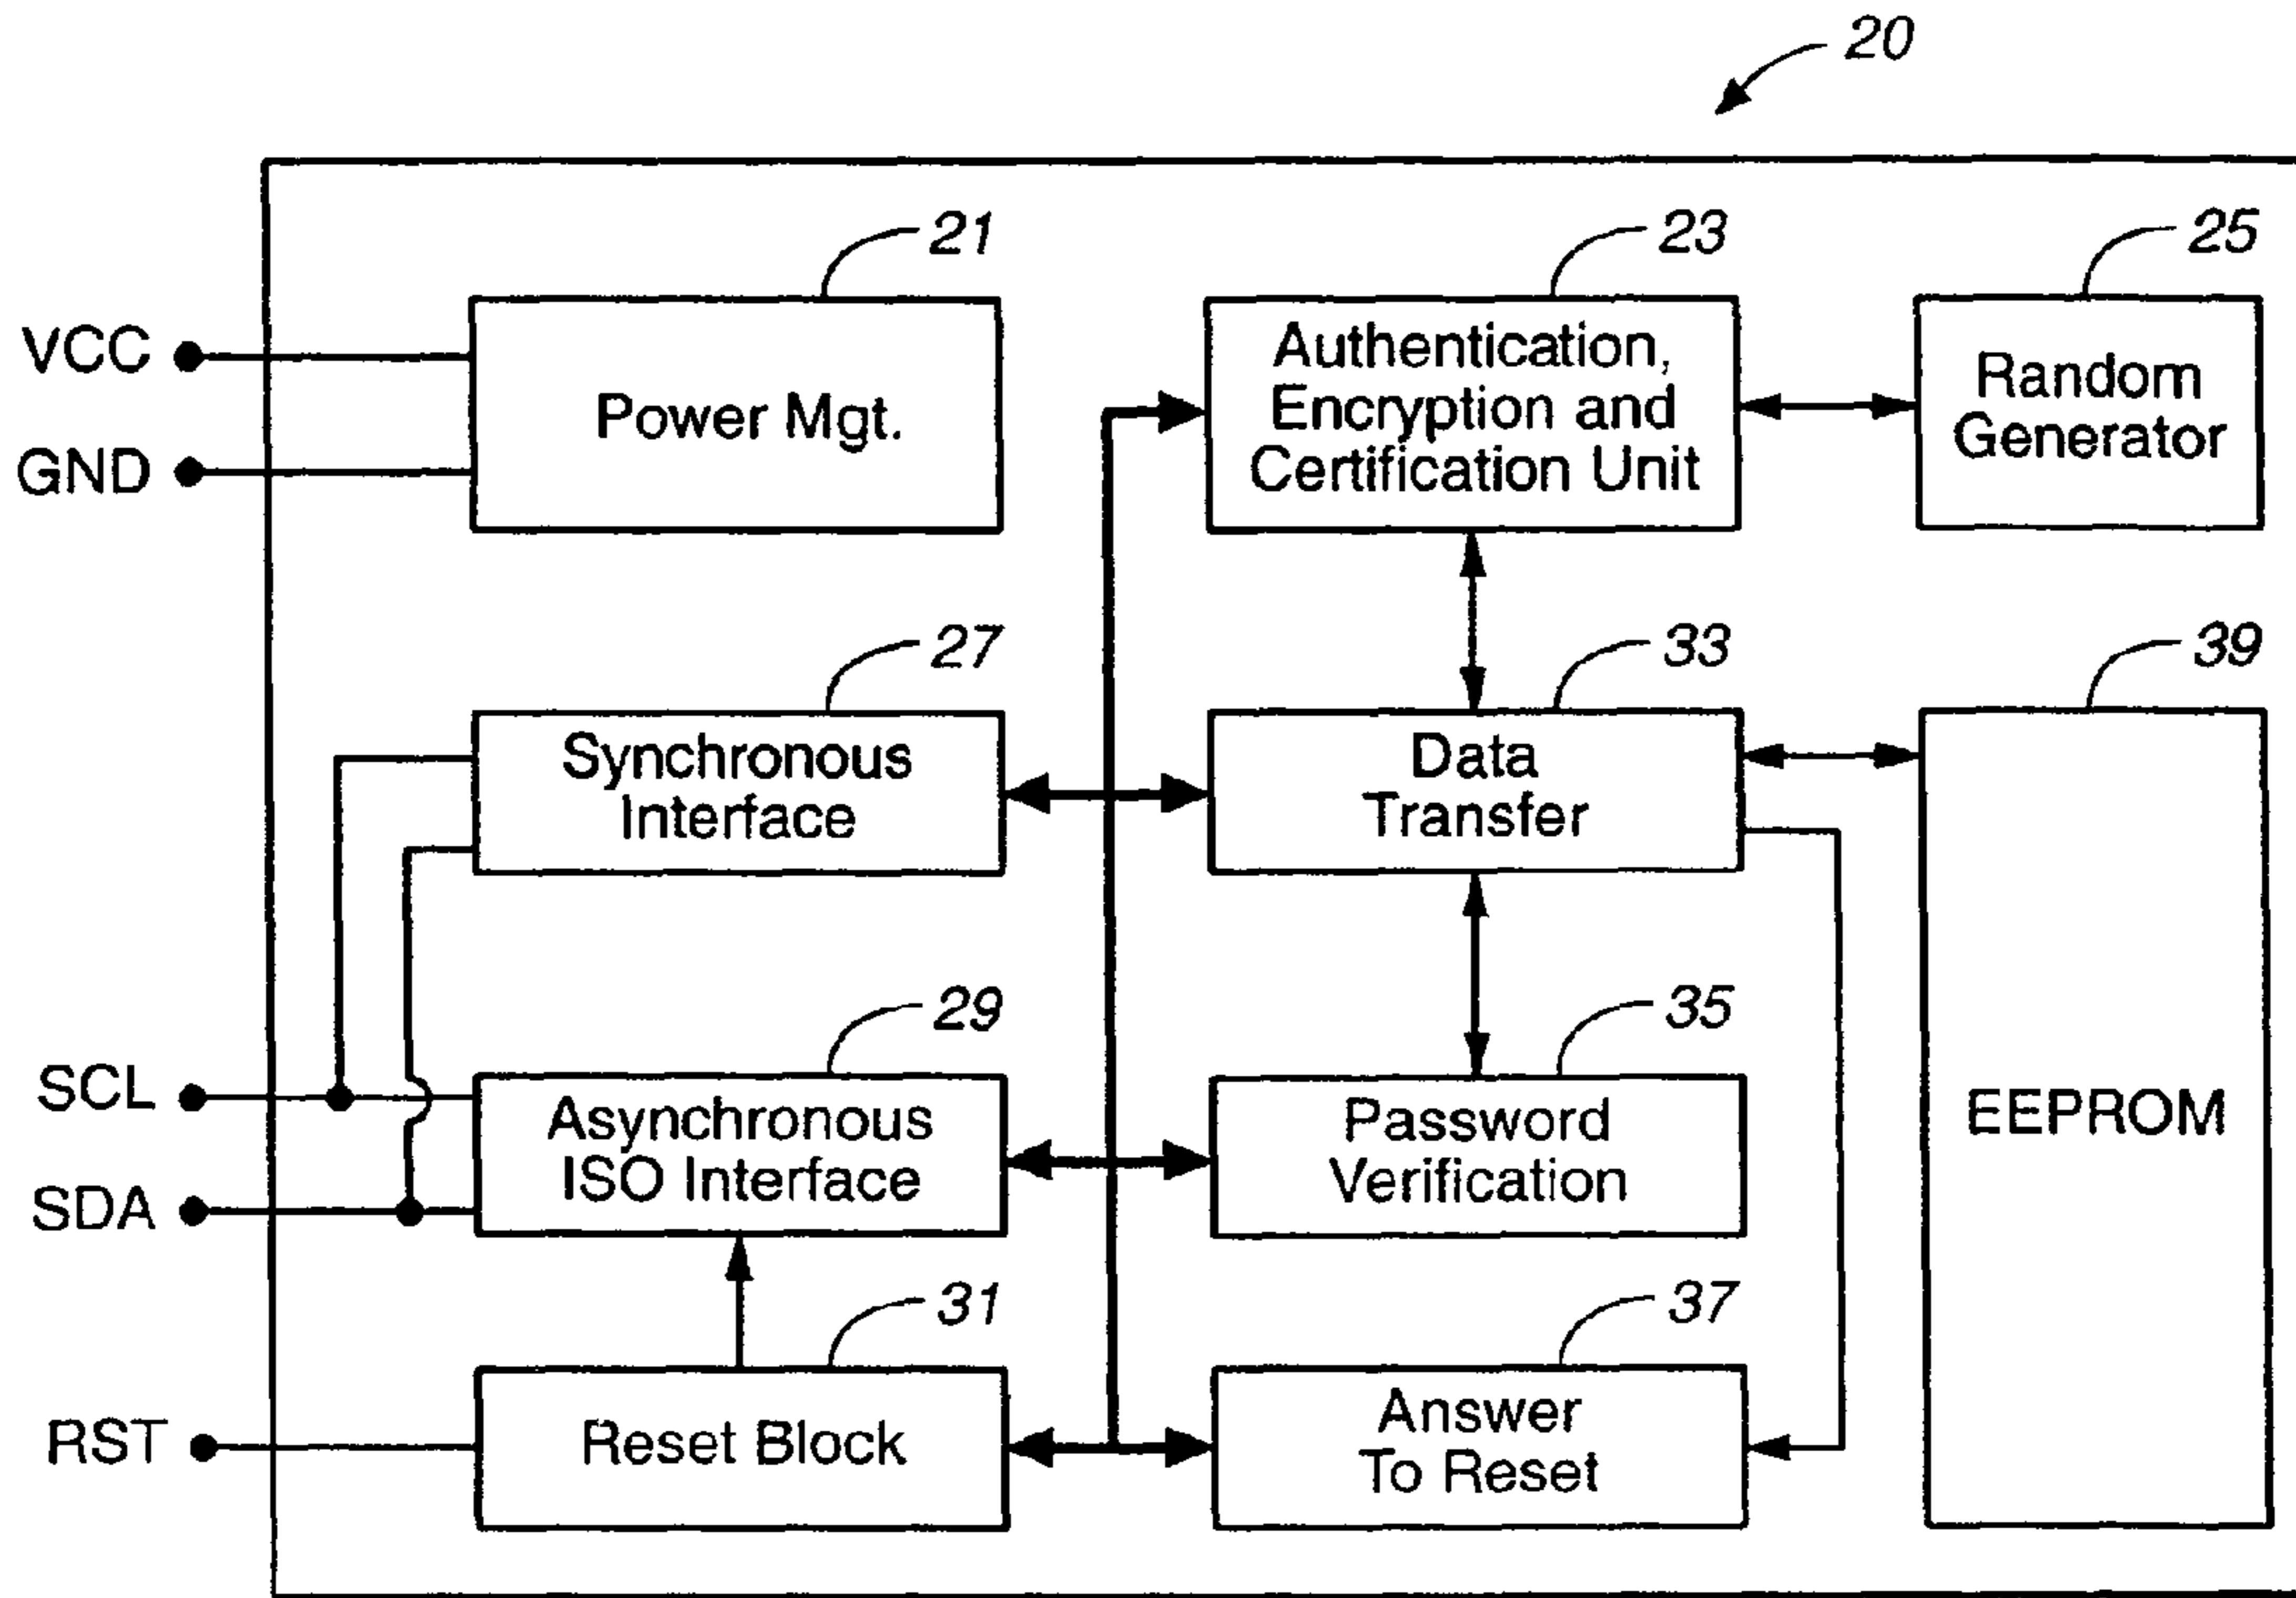 20
21
23
25
VCC
GND
Power Mgt.
Authentication,
Encryption and
Certification Unit
Random
Generator
27
33
39
Synchronous
Interface
Data
Transfer
29
35
SCL
SDA
Asynchronous
ISO Interface
Password
Verification
EEPROM
31
37
RST
Reset Block
Answer
To Reset